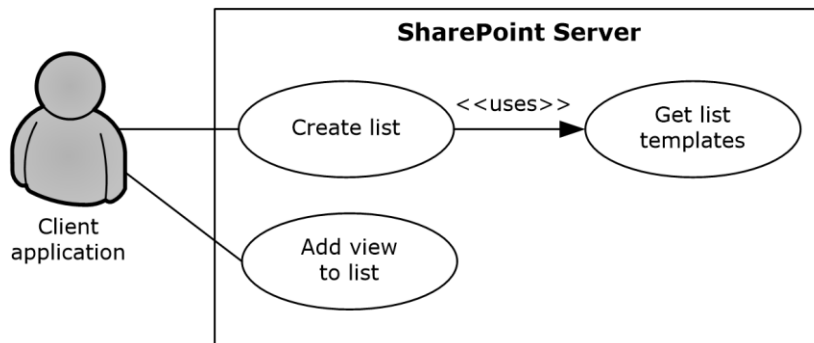 SharePoint Server
Create list
<<uses>>
Get list
templates
Client
application
Add view
to list